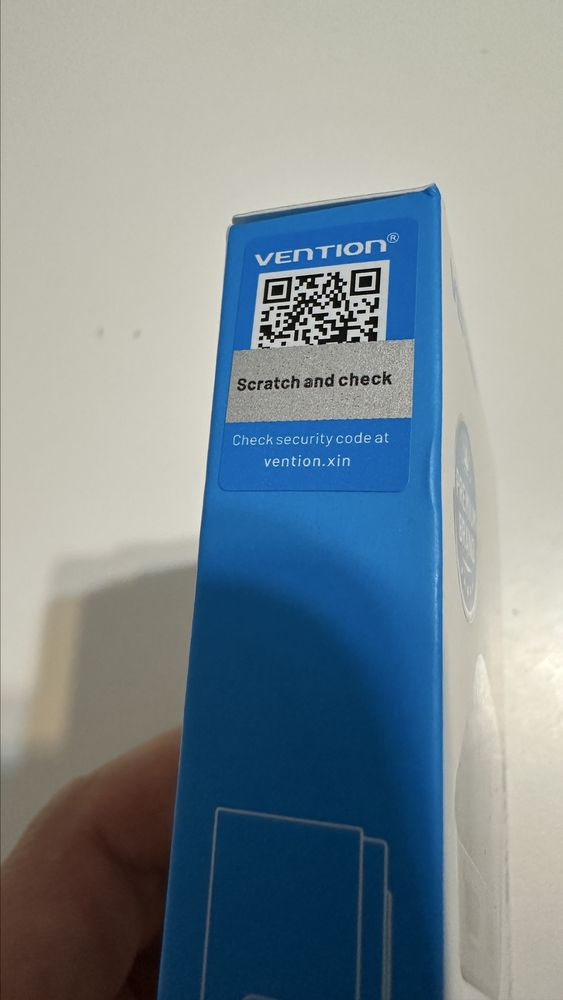 VENTION®
Scratch and check
Check security code at
vention.xin